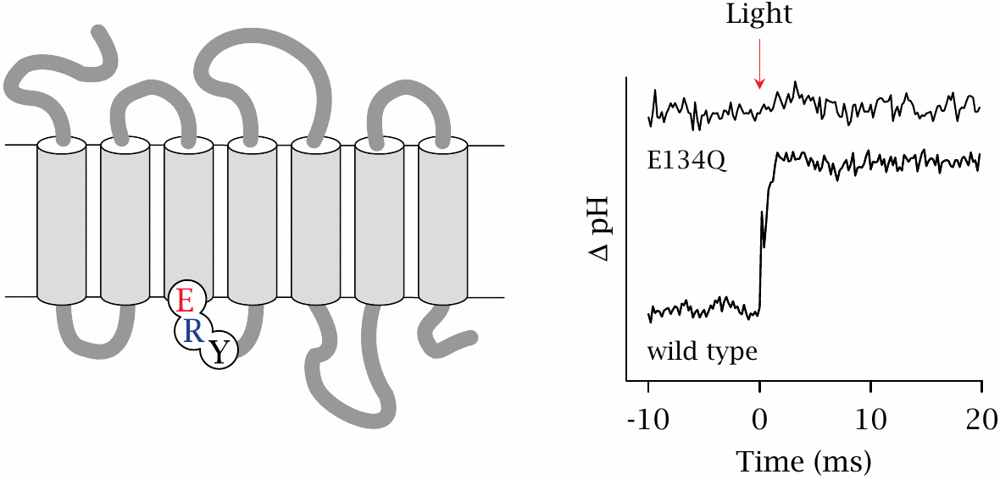 E
R
Y
Light
E134Q
wild type
Δ pH
-10 0 10 20
Time (ms)